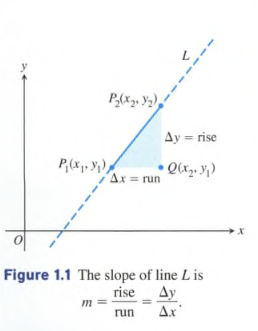 L
y
P₂(x₂, y₂)
Δy = rise
P₁(x₁, y₁)
Q(x₂, y₁)
Δx = run
x
O
Figure 1.1 The slope of line L is
m = rise/run = Δy/Δx.